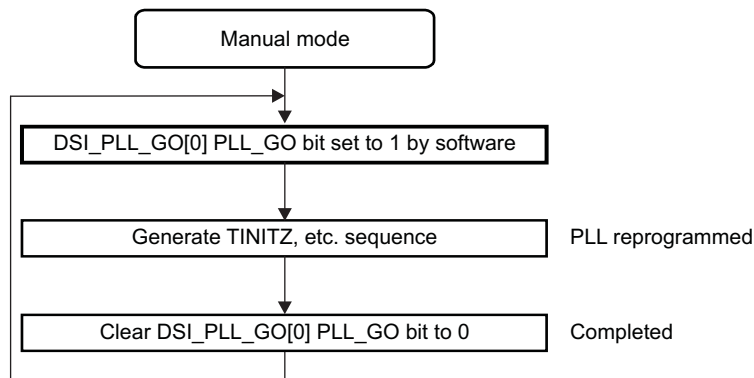 Manual mode
DSI_PLL_GO[0] PLL_GO bit set to 1 by software
Generate TINITZ, etc. sequence
PLL reprogrammed
Clear DSI_PLL_GO[0] PLL_GO bit to 0
Completed